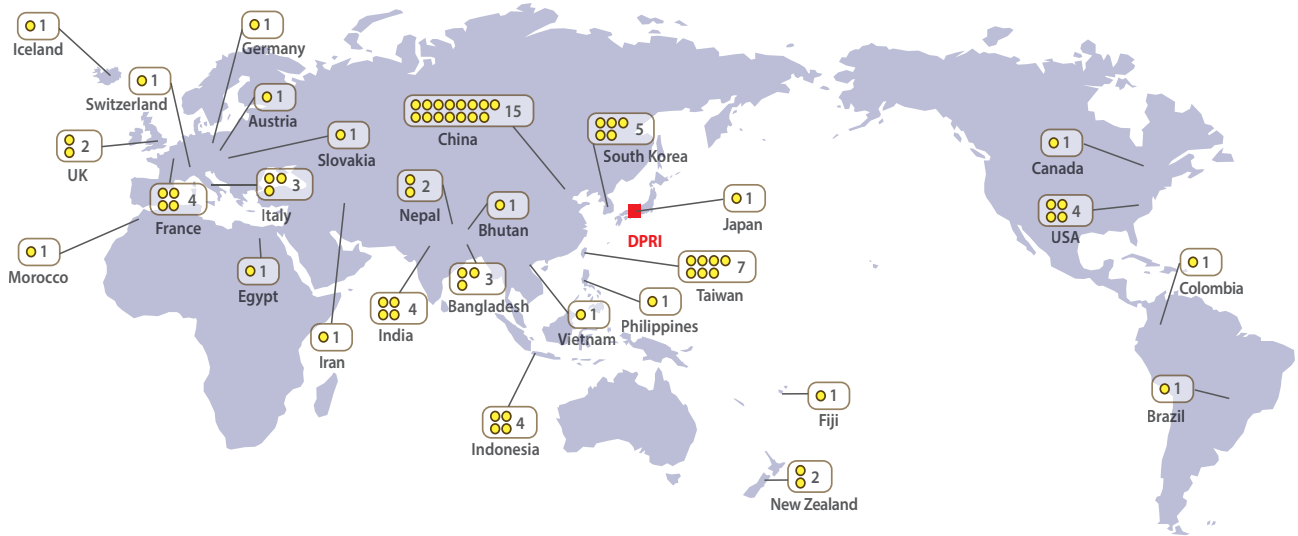 1
Iceland
1
Germany
1
Switzerland
1
Austria
2
UK
1
Slovakia
15
China
5
South Korea
1
Canada
4
France
3
Italy
2
Nepal
1
Bhutan
1
Japan
4
USA
DPRI
1
Morocco
1
Egypt
3
Bangladesh
7
Taiwan
1
Colombia
1
Iran
4
India
1
Vietnam
1
Philippines
4
Indonesia
1
Fiji
1
Brazil
2
New Zealand